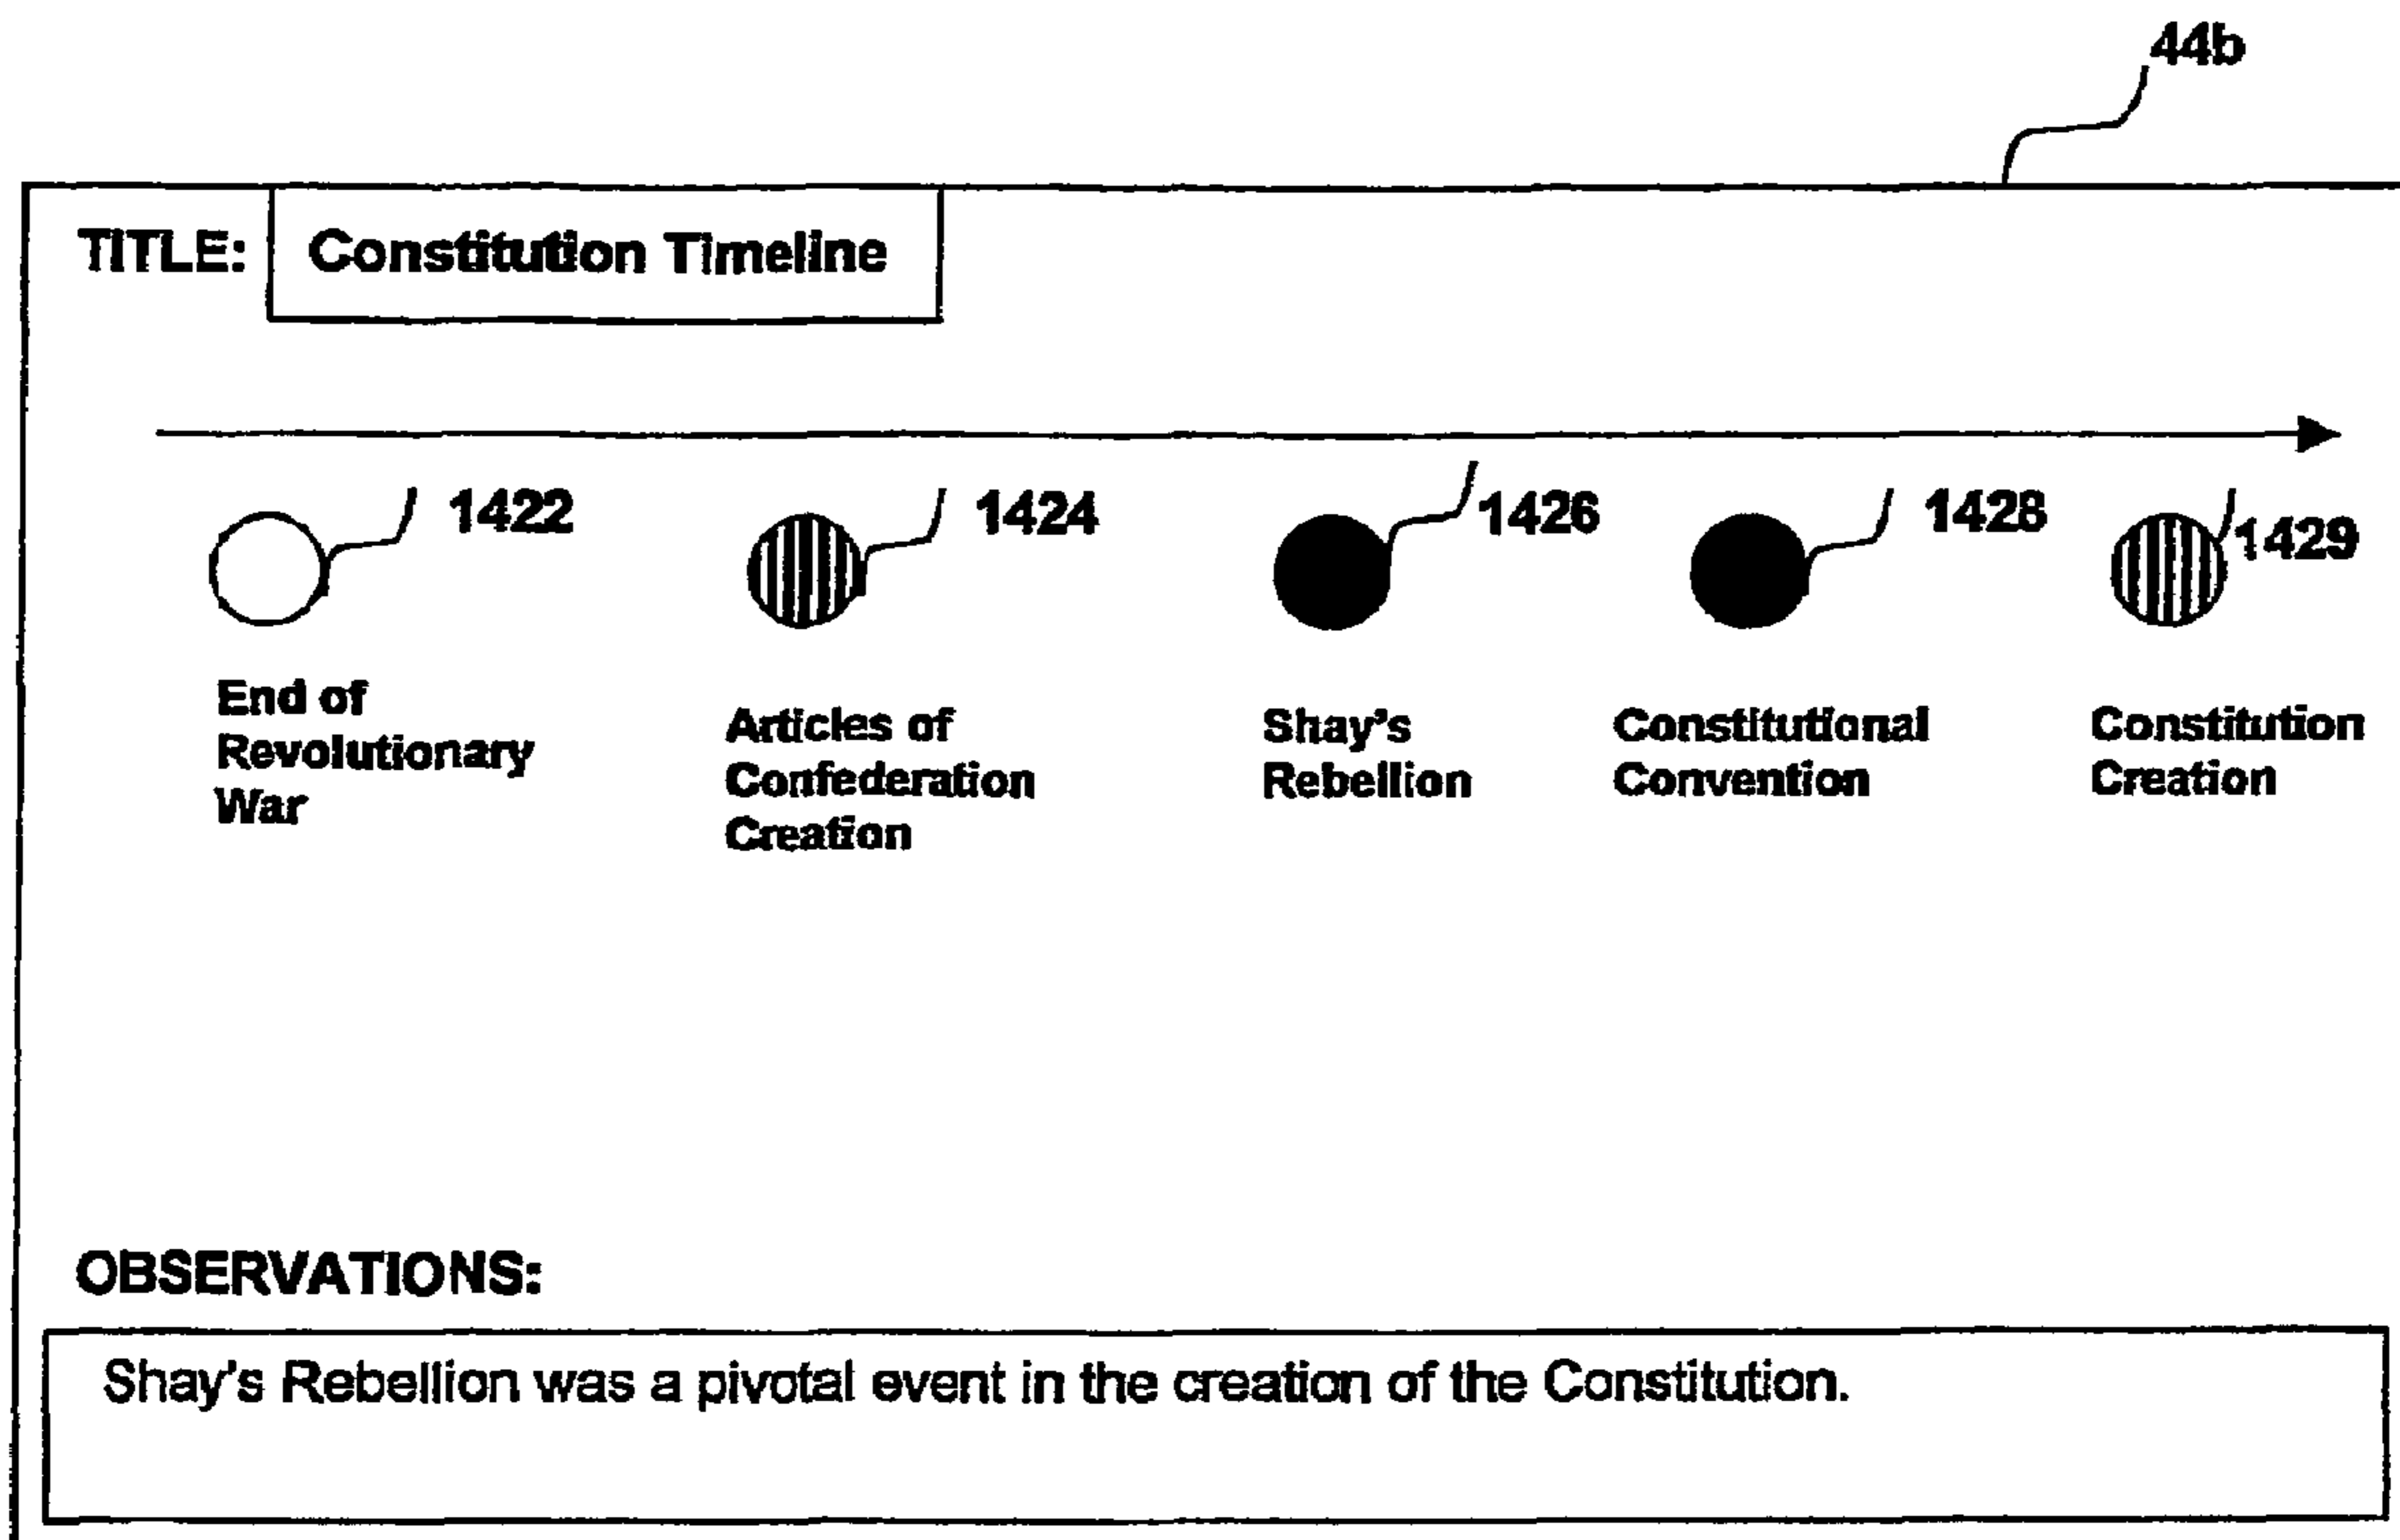 44b
TITLE: Constitution Timeline
1422 1424 1426 1428 1429
End of
Revolutionary
War
Articles of
Confederation
Creation
Shay's
Rebellion
Constitutional
Convention
Constitution
Creation
OBSERVATIONS:
Shay's Rebellion was a pivotal event in the creation of the Constitution.